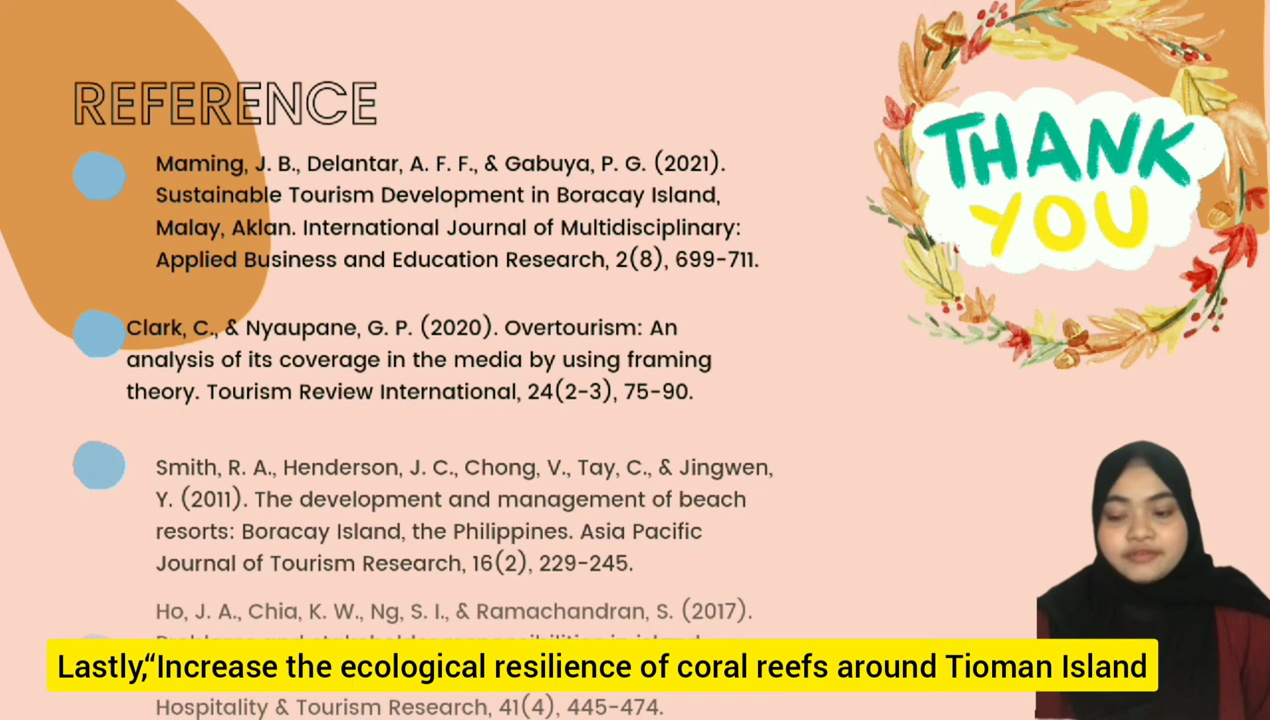 REFERENCE
THANK
YOU
Maming, J. B., Delantar, A. F. F., & Gabuya, P. G. (2021).
Sustainable Tourism Development in Boracay Island,
Malay, Aklan. International Journal of Multidisciplinary:
Applied Business and Education Research, 2(8), 699-711.
Clark, C., & Nyaupane, G. P. (2020). Overtourism: An
analysis of its coverage in the media by using framing
theory. Tourism Review International, 24(2-3), 75-90.
Smith, R. A., Henderson, J. C., Chong, V., Tay, C., & Jingwen,
Y. (2011). The development and management of beach
resorts: Boracay Island, the Philippines. Asia Pacific
Journal of Tourism Research, 16(2), 229-245.
Ho, J. A., Chia, K. W., Ng, S. I., & Ramachandran, S. (2017).
Lastly,“Increase the ecological resilience of coral reefs around Tioman Island
Hospitality & Tourism Research, 41(4), 445-474.